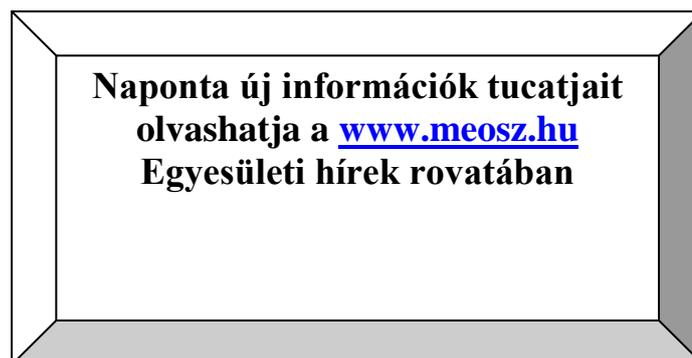 Naponta új információk tucatjait
olvashatja a www.meosz.hu
Egyesületi hírek rovatában